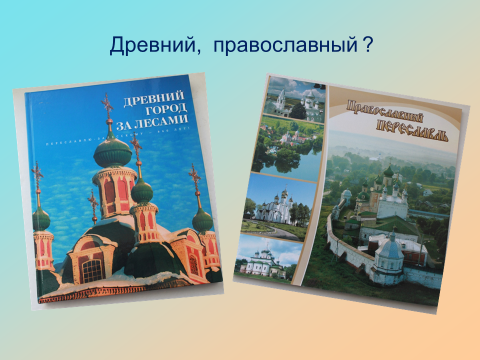 Древний, православный ?
ДРЕВНИЙ
ГОРОД
ЗА ЛЕСАМИ
Православный
ПЕРЕСЛАВЛЬ